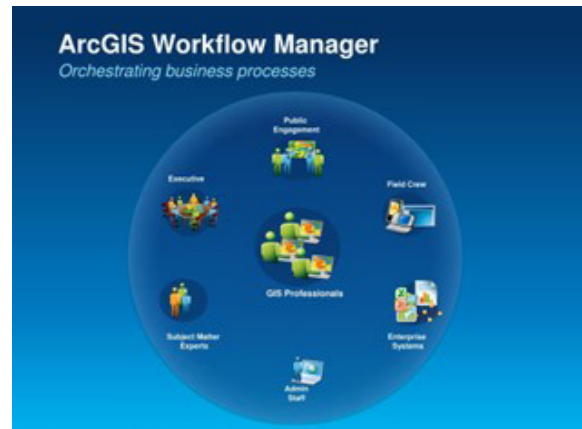 ArcGIS Workflow Manager
Orchestrating business processes
Public
Engagement
Executive
Field Crew
GIS Professionals
Subject Matter
Experts
Enterprise
Systems
Admin
Staff